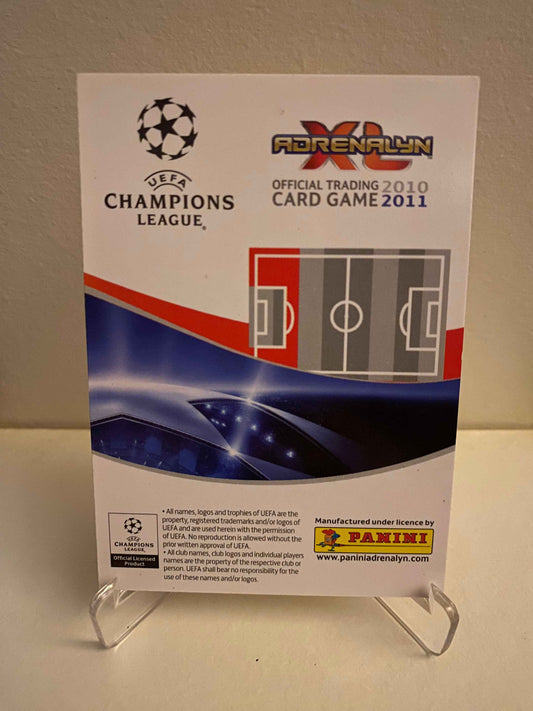 UEFA
CHAMPIONS
LEAGUE®
ADRENALYN
XL
OFFICIAL TRADING
CARD GAME
2010
2011
UEFA
CHAMPIONS
LEAGUE
Official Licensed
Product
• All names, logos and trophies of UEFA are the
property, registered trademarks and/or logos of
UEFA and are used herein with the permission
of UEFA. No reproduction is allowed without the
prior written approval of UEFA.
• All club names, club logos and individual players
names are the property of the respective club or
person. UEFA shall bear no responsibility for the
use of these names and/or logos.
Manufactured under licence by
PANINI
www.paniniadrenalyn.com